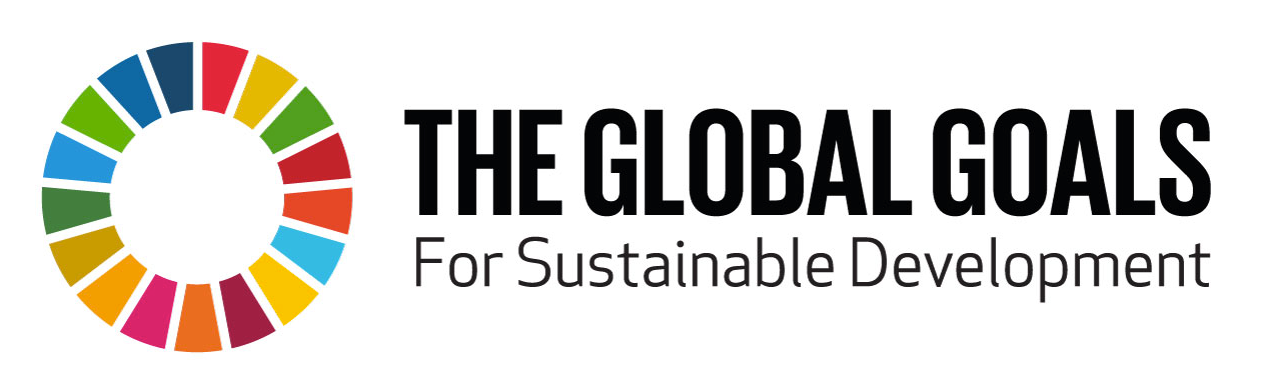 THE GLOBAL GOALS
For Sustainable Development